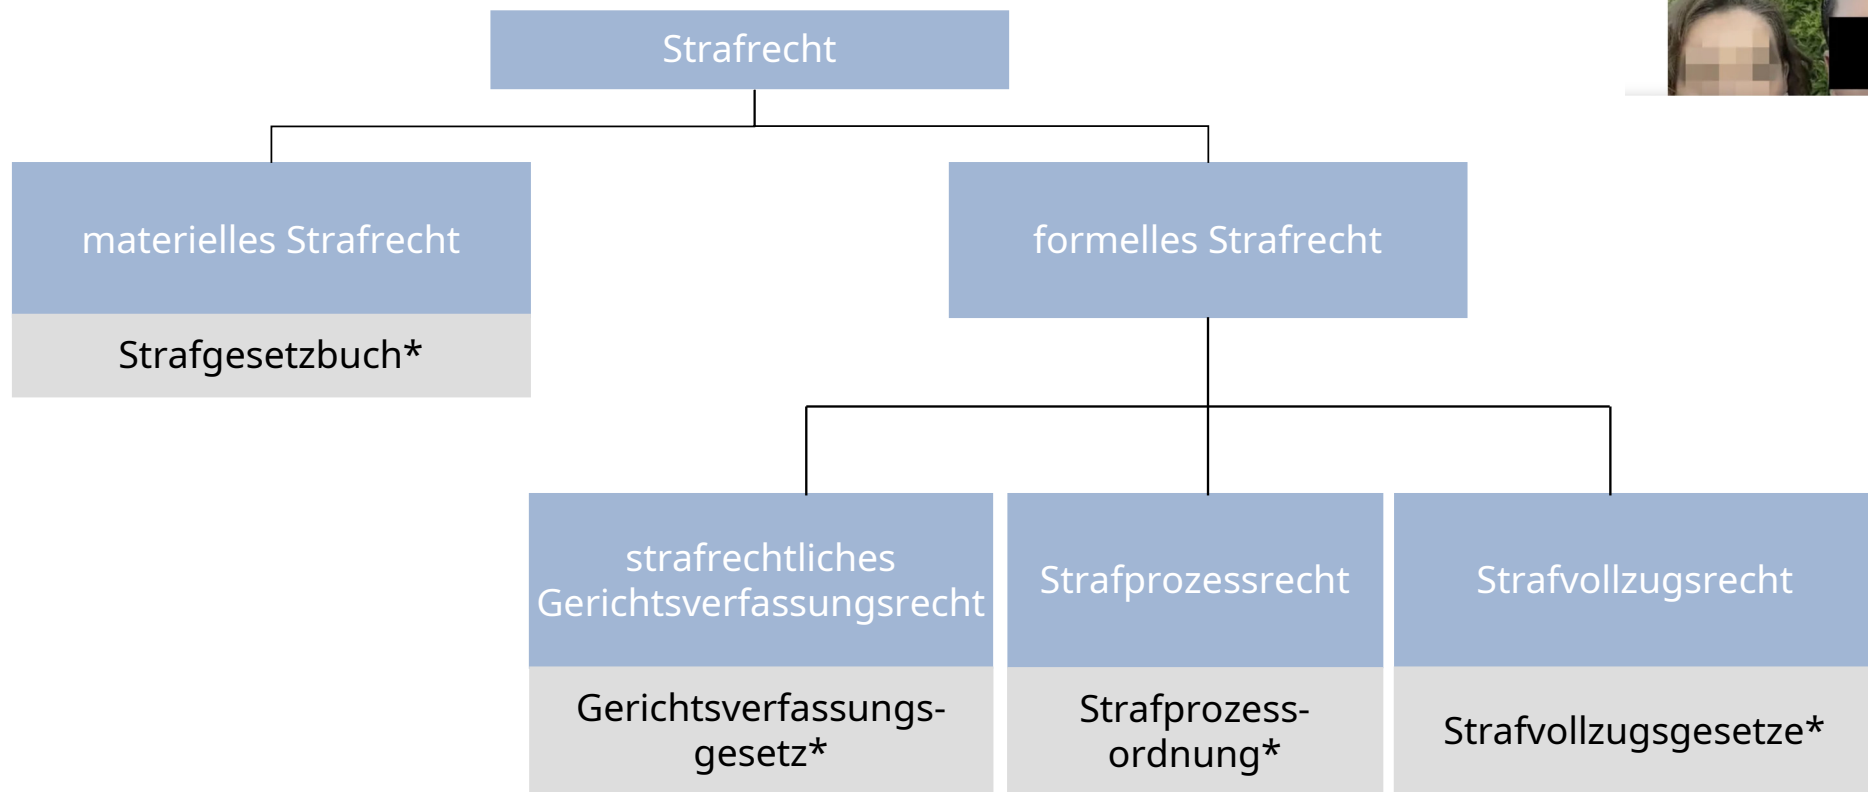 Strafrecht
materielles Strafrecht
formelles Strafrecht
Strafgesetzbuch*
strafrechtliches
Gerichtsverfassungsrecht
Strafprozessrecht
Strafvollzugsrecht
Gerichtsverfassungs-
gesetz*
Strafprozess-
ordnung*
Strafvollzugsgesetze*